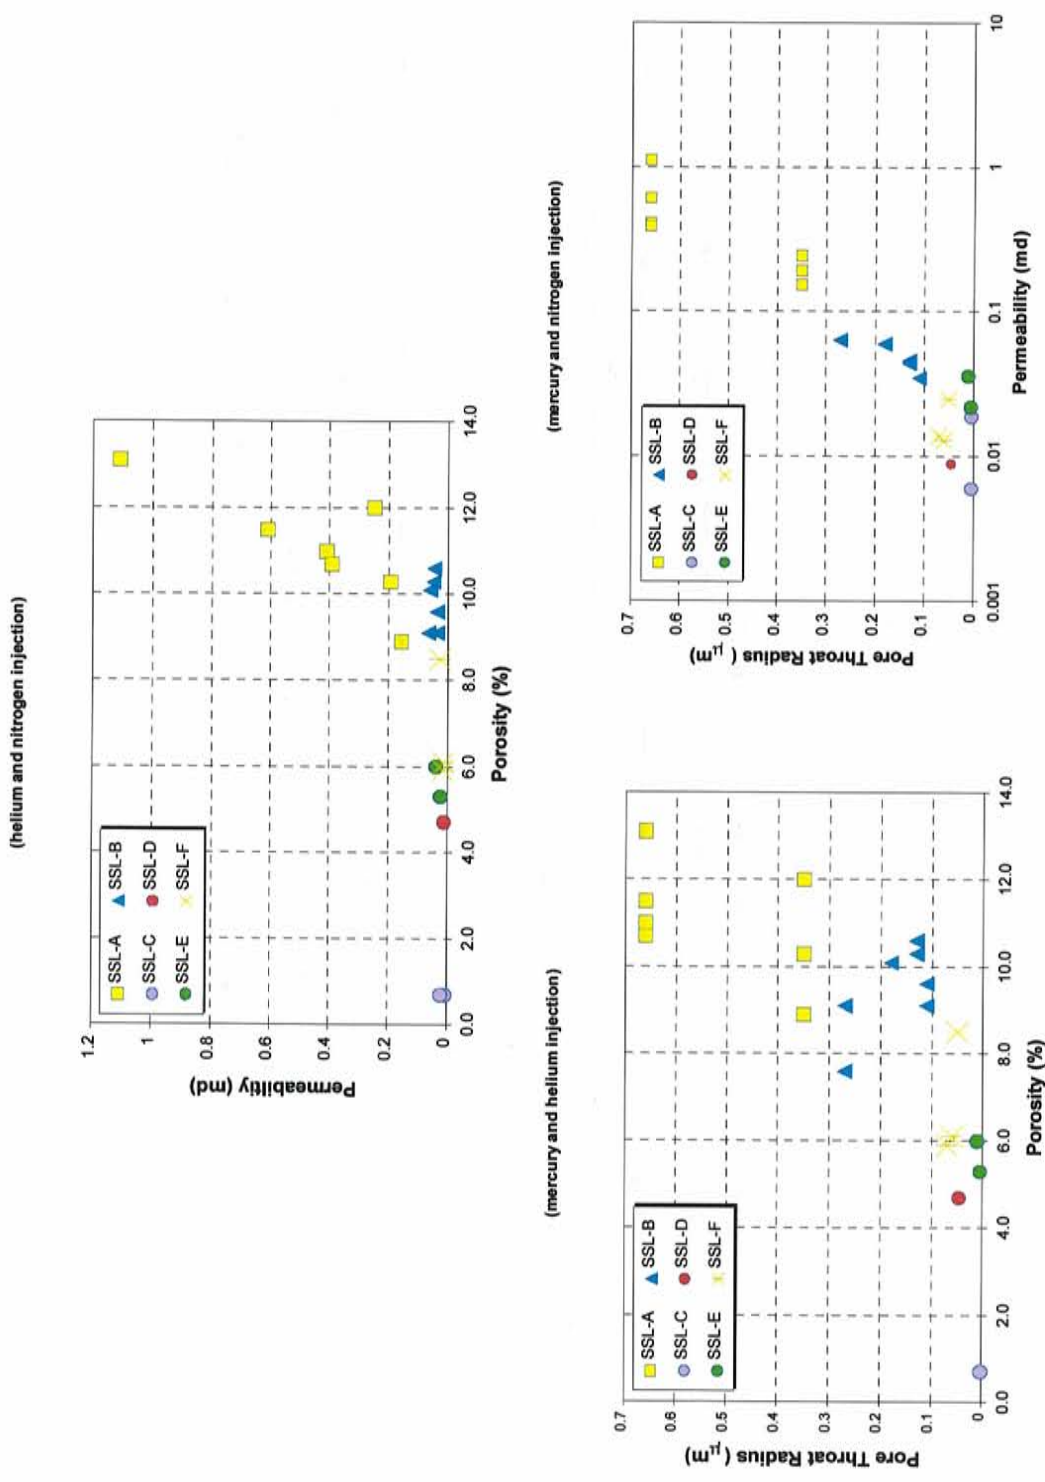 (helium and nitrogen injection)
1.2
1
0.8
0.6
0.4
0.2
0
Permeabiltiy (md)
SSL-A
SSL-B
SSL-C
SSL-D
SSL-E
SSL-F
0.0
2.0
4.0
6.0
8.0
10.0
12.0
14.0
Porosity (%)
(mercury and helium injection)
0.7
0.6
0.5
0.4
0.3
0.2
0.1
0
Pore Throat Radius ( μm)
SSL-A
SSL-B
SSL-C
SSL-D
SSL-E
SSL-F
0.0
2.0
4.0
6.0
8.0
10.0
12.0
14.0
Porosity (%)
(mercury and nitrogen injection)
0.7
0.6
0.5
0.4
0.3
0.2
0.1
0
Pore Throat Radius ( μm)
SSL-A
SSL-B
SSL-C
SSL-D
SSL-E
SSL-F
0.001
0.01
0.1
1
10
Permeability (md)